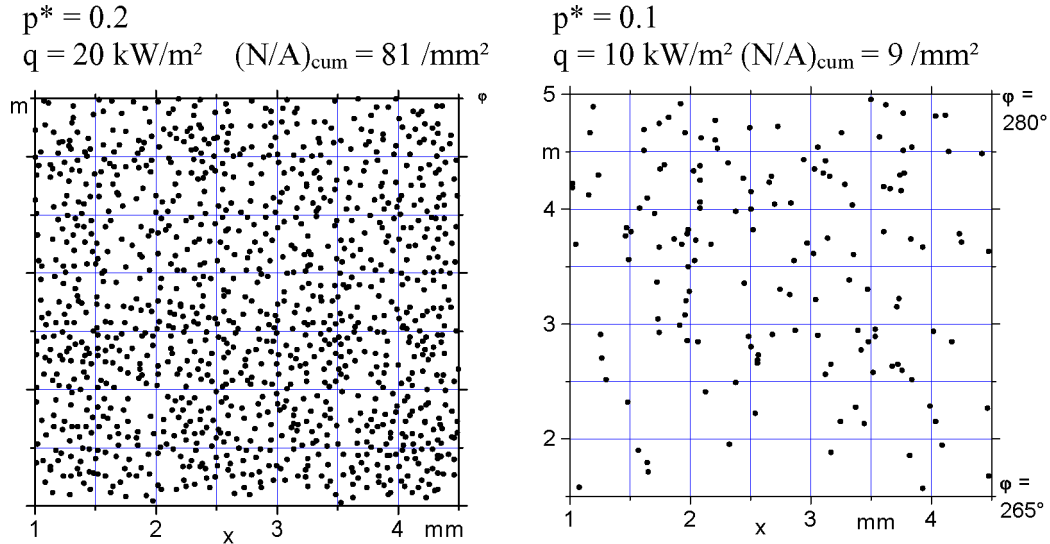 p* = 0.2
q = 20 kW/m² (N/A)cum = 81 /mm²
m
φ
1 2 3 4 mm
x
p* = 0.1
q = 10 kW/m² (N/A)cum = 9 /mm²
5
m
4
3
2
φ =
280°
φ =
265°
1 2 3 mm 4
x